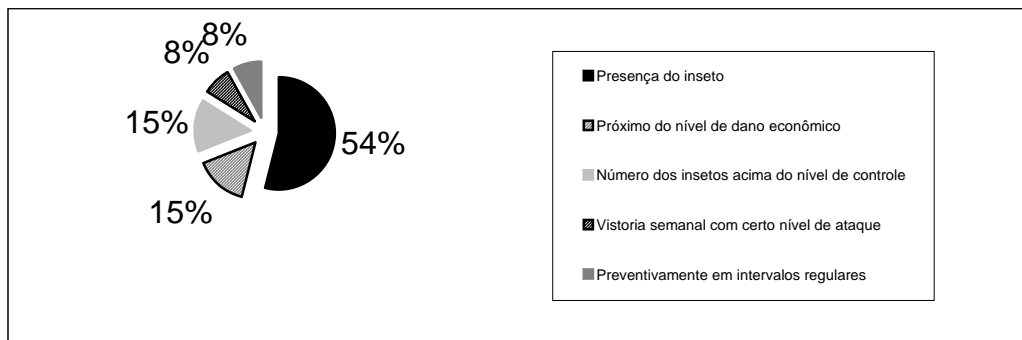 8%
8%
15%
54%
15%
Presença do inseto
Próximo do nível de dano econômico
Número dos insetos acima do nível de controle
Vistoria semanal com certo nível de ataque
Preventivamente em intervalos regulares